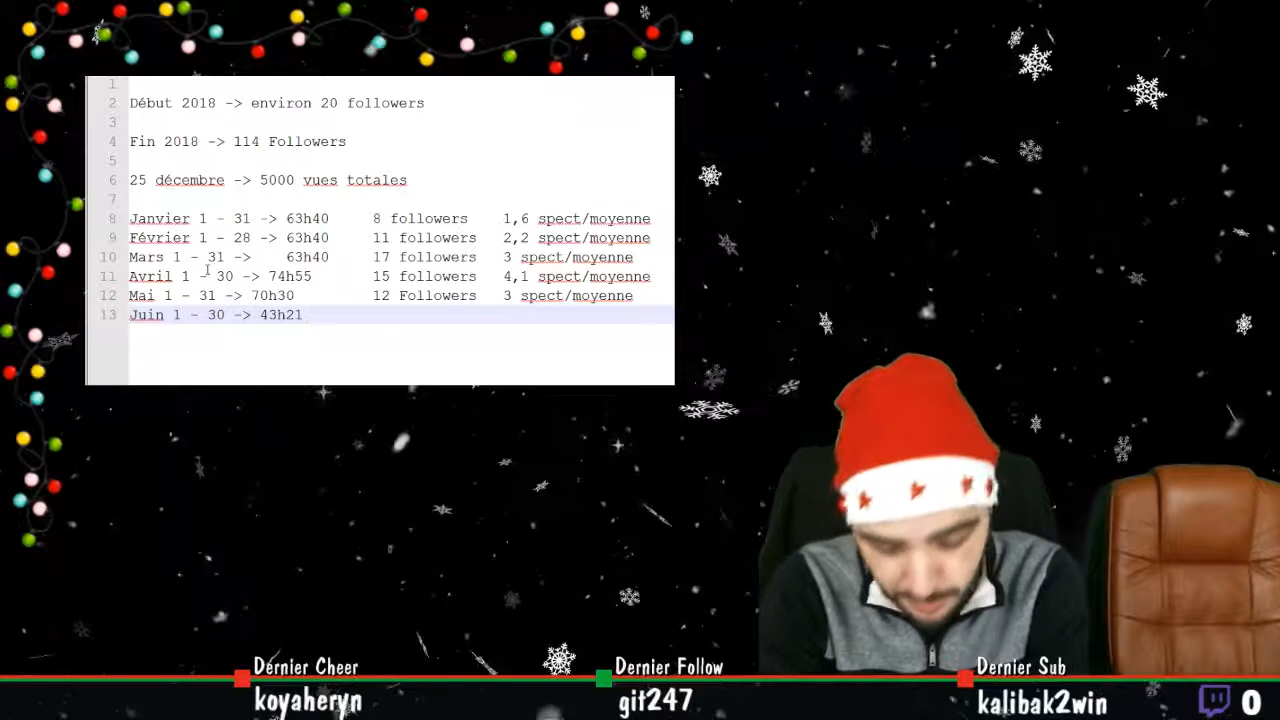 1
2 Début 2018 -> environ 20 followers
3
4 Fin 2018 -> 114 Followers
5
6 25 décembre -> 5000 vues totales
7
8 Janvier 1 - 31 -> 63h40 8 followers 1,6 spect/moyenne
9 Février 1 - 28 -> 63h40 11 followers 2,2 spect/moyenne
10 Mars 1 - 31 -> 63h40 17 followers 3 spect/moyenne
11 Avril 1 - 30 -> 74h55 15 followers 4,1 spect/moyenne
12 Mai 1 - 31 -> 70h30 12 Followers 3 spect/moyenne
13 Juin 1 - 30 -> 43h21
Dernier Cheer
koyaheryn
Dernier Follow
git247
Dernier Sub
kalibak2win
0